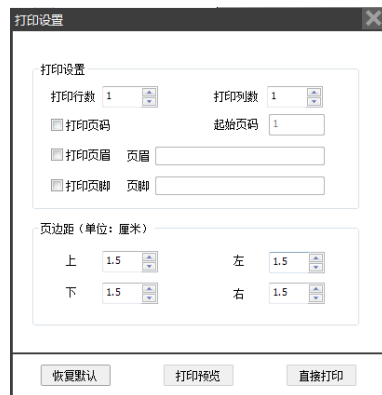 打印设置
打印设置
打印行数 1 打印列数 1
打印页码 起始页码 1
打印页眉 页眉
打印页脚 页脚
页边距（单位：厘米）
上 1.5 左 1.5
下 1.5 右 1.5
恢复默认 打印预览 直接打印